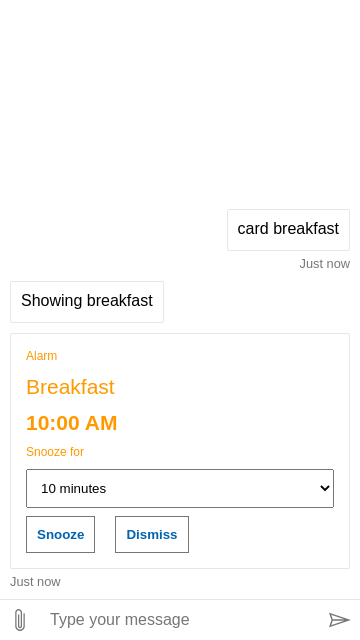 card breakfast
Just now
Showing breakfast
Alarm
Breakfast
10:00 AM
Snooze for
10 minutes
Snooze Dismiss
Just now
Type your message